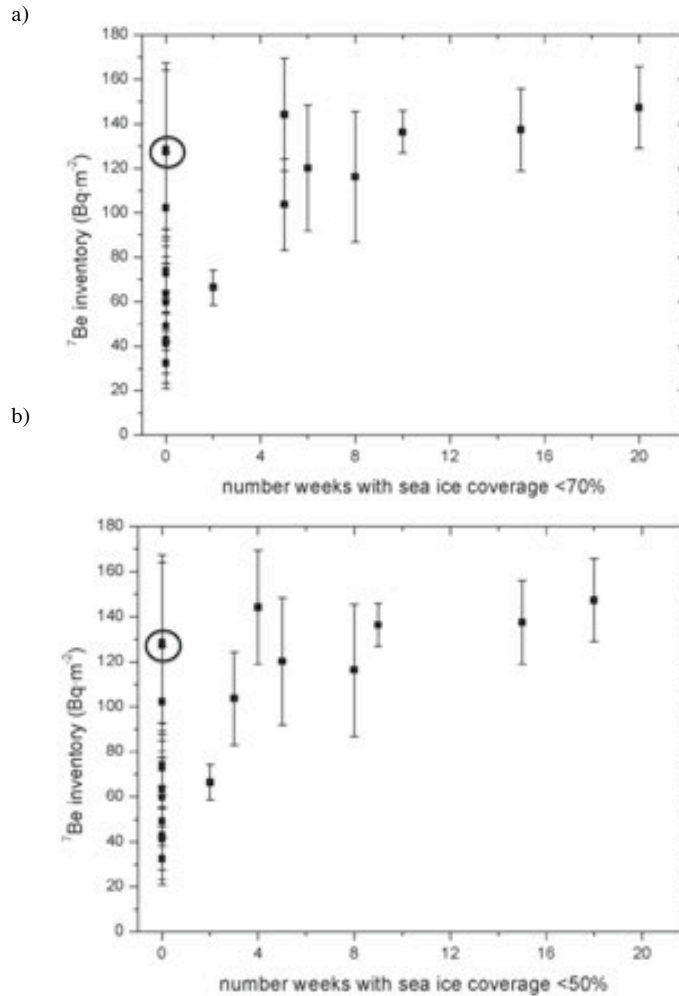 a)
180
160
140
120
100
80
60
40
20
0
⁷Be inventory (Bq·m⁻²)
0 4 8 12 16 20
number weeks with sea ice coverage <70%
b)
180
160
140
120
100
80
60
40
20
0
⁷Be inventory (Bq·m⁻²)
0 4 8 12 16 20
number weeks with sea ice coverage <50%